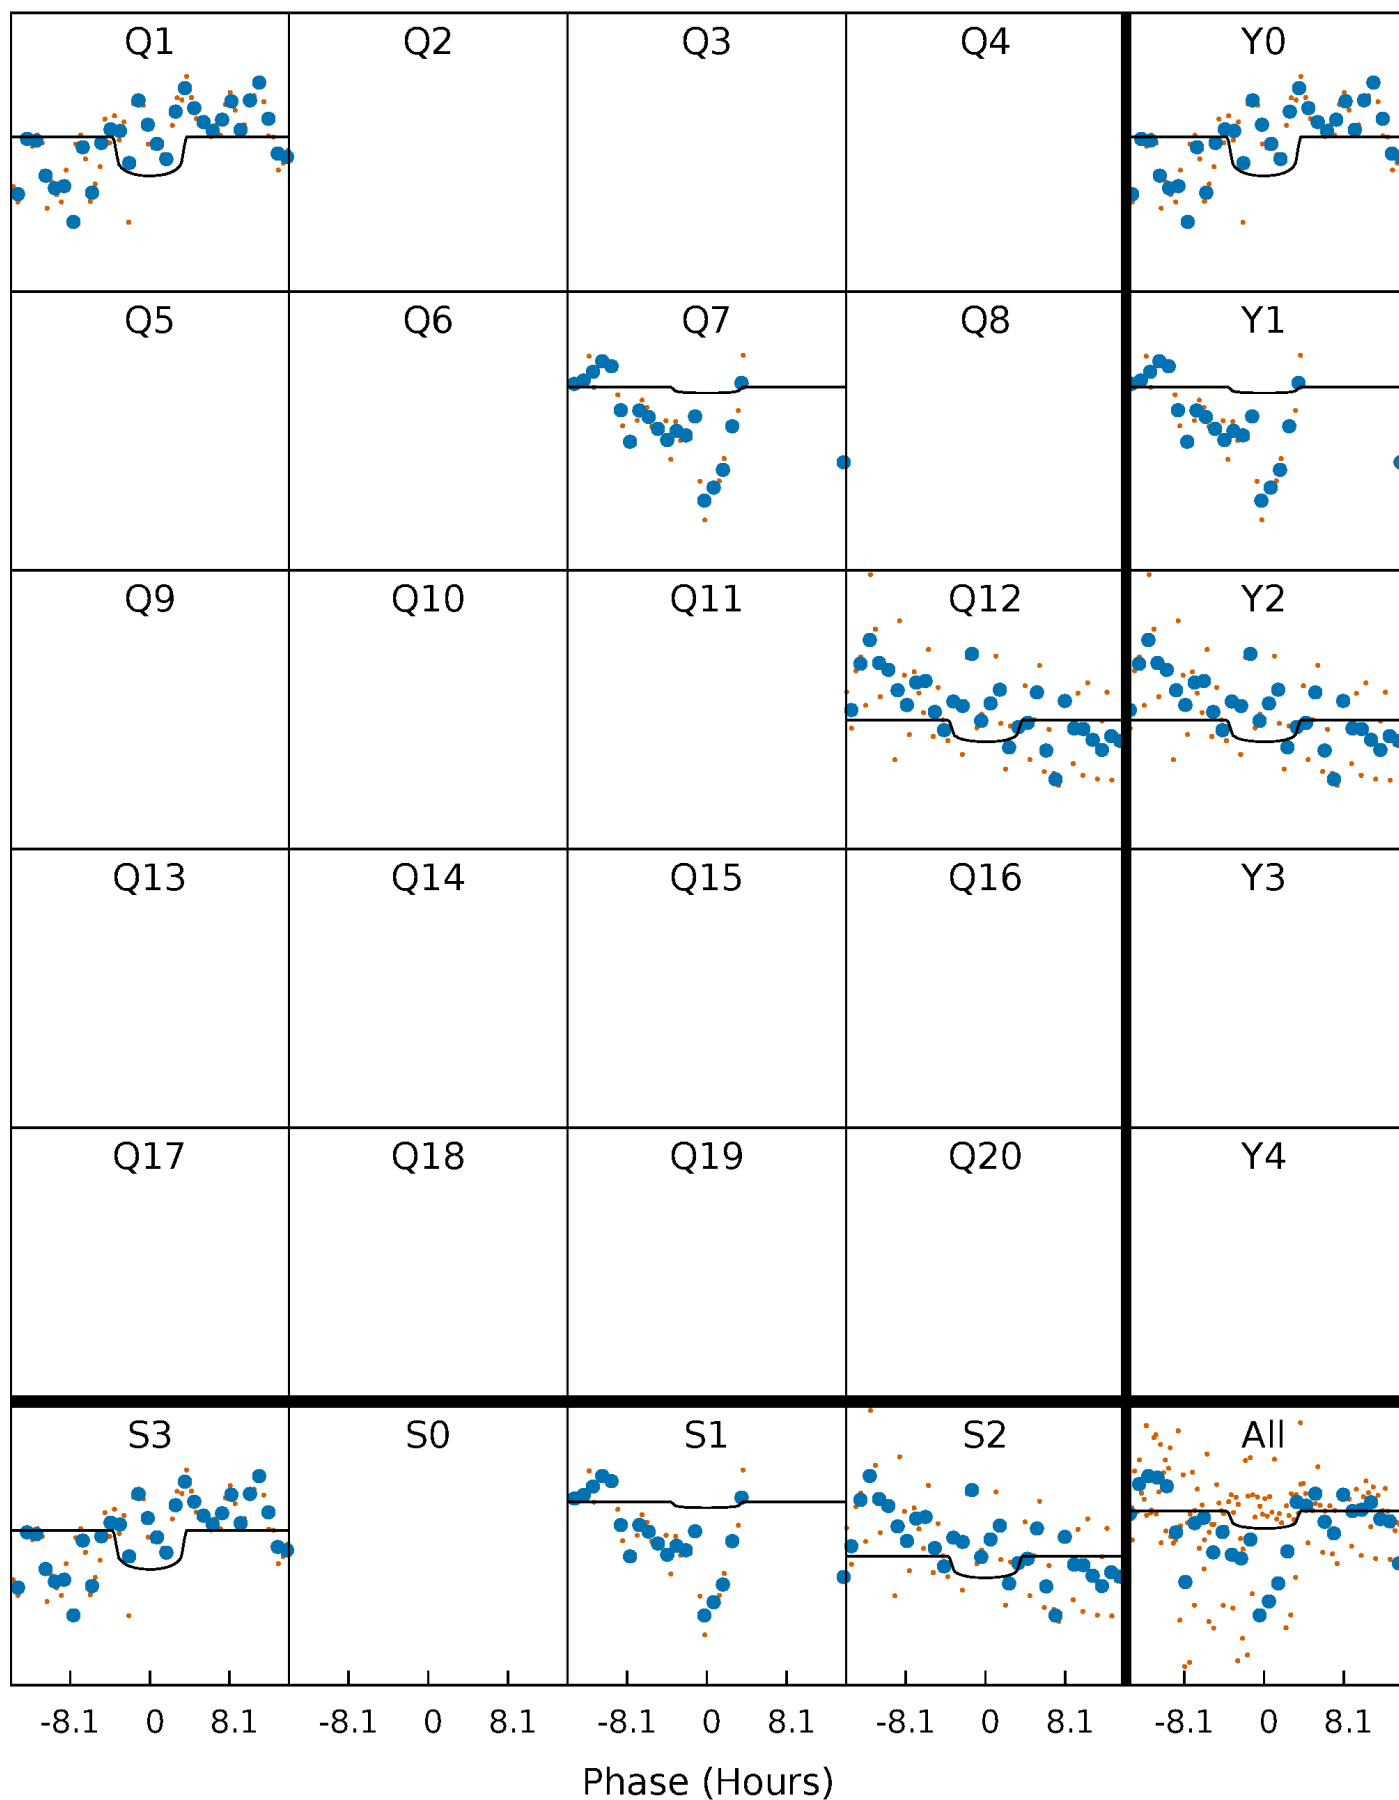 Q1 Q2 Q3 Q4 Y0
Q5 Q6 Q7 Q8 Y1
Q9 Q10 Q11 Q12 Y2
Q13 Q14 Q15 Q16 Y3
Q17 Q18 Q19 Q20 Y4
S3 S0 S1 S2 All
-8.1 0 8.1 -8.1 0 8.1 -8.1 0 8.1 -8.1 0 8.1 -8.1 0 8.1
Phase (Hours)